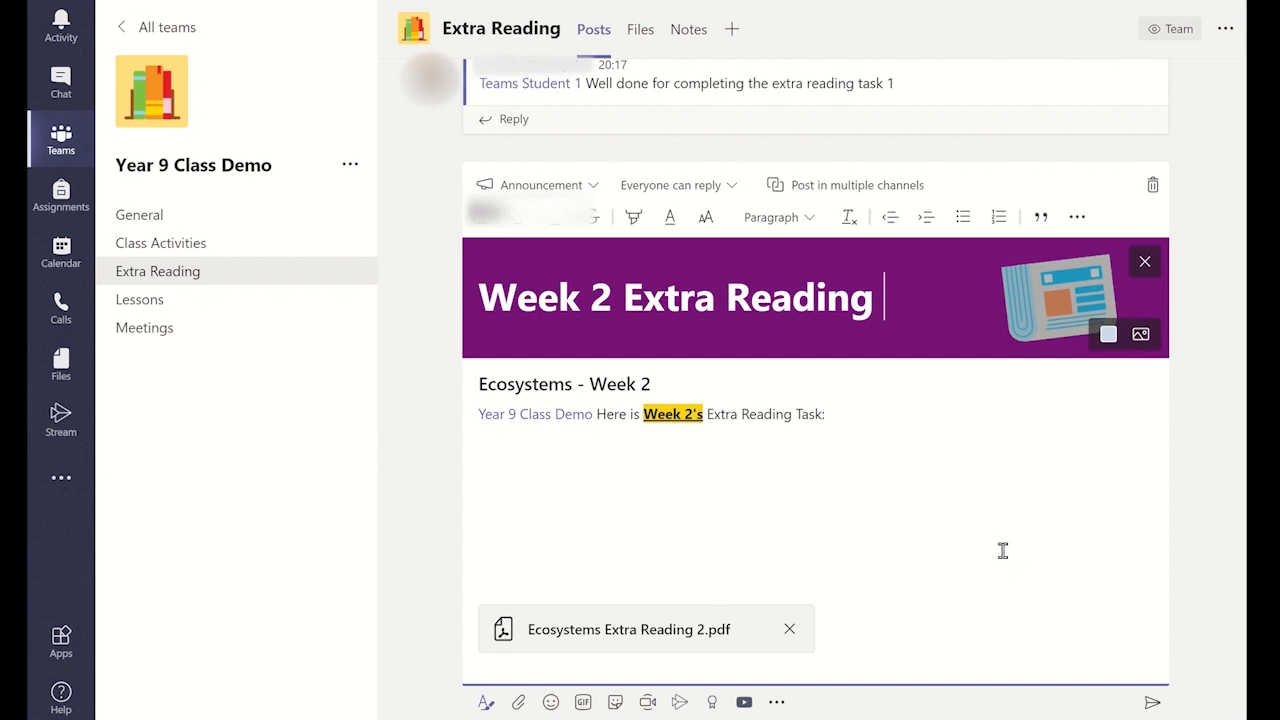 Activity
Chat
Teams
Assignments
Calendar
Calls
Files
Stream
Apps
Help
All teams
Year 9 Class Demo
General
Class Activities
Extra Reading
Lessons
Meetings
Extra Reading Posts Files Notes
Team
20:17
Teams Student 1 Well done for completing the extra reading task 1
Reply
Announcement Everyone can reply Post in multiple channels
A AA Paragraph
Week 2 Extra Reading
Ecosystems - Week 2
Year 9 Class Demo Here is Week 2's Extra Reading Task:
Ecosystems Extra Reading 2.pdf
GIF